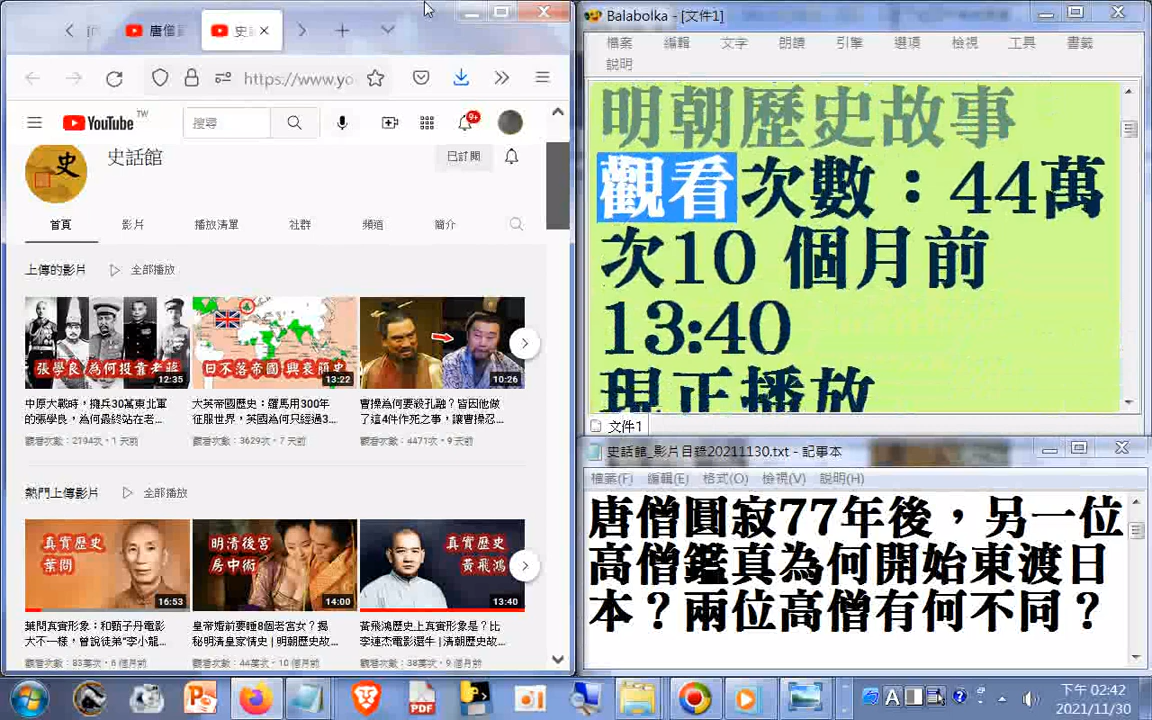 唐僧圓
史
https://www.yo
YouTube
TW
搜尋
9+
史
史話館
已訂閱
首頁
影片
播放清單
社群
頻道
簡介
上傳的影片
全部播放
張學良為何投靠老蔣
12:35
日不落帝國興衰簡史
13:22
10:26
中原大戰時，擁兵30萬東北軍
的張學良，為何最終站在老...
觀看次數：2194次·1 天前
大英帝國歷史：羅馬用300年
征服世界，英國為何只經過3...
觀看次數：3629次·7 天前
曹操為何要殺孔融？皆因他做
了這4件作死之事，讓曹操忍...
觀看次數：4471次·9 天前
熱門上傳影片
全部播放
真實歷史
葉問
16:53
明清後宮
房中術
14:00
真實歷史
黃飛鴻
13:40
葉問真實形象：和甄子丹電影
大不一樣，曾說徒弟"李小龍...
觀看次數：83萬次·6 個月前
皇帝婚前要睡8個老宮女？揭
秘明清皇家情史 | 明朝歷史故...
觀看次數：44萬次·10 個月前
黃飛鴻歷史上真實形象是？比
李連杰電影還牛 | 清朝歷史故...
觀看次數：38萬次·9 個月前
Balabolka - [文件1]
檔案
編輯
文字
朗讀
引擎
選項
檢視
工具
書籤
說明
明朝歷史故事
觀看次數：44萬
次10 個月前
13:40
現正播放
文件1
史話館_影片目錄20211130.txt - 記事本
檔案(F)
編輯(E)
格式(O)
檢視(V)
說明(H)
唐僧圓寂77年後，另一位
高僧鑑真為何開始東渡日
本？兩位高僧有何不同？
PDF
A
下午 02:42
2021/11/30